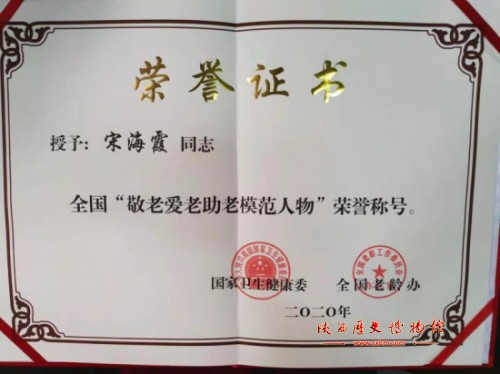 荣誉证书
授予：宋海霞 同志
全国“敬老爱老助老模范人物”荣誉称号。
国家卫生健康委 全国老龄办
二〇二〇年
陕西历史博物馆